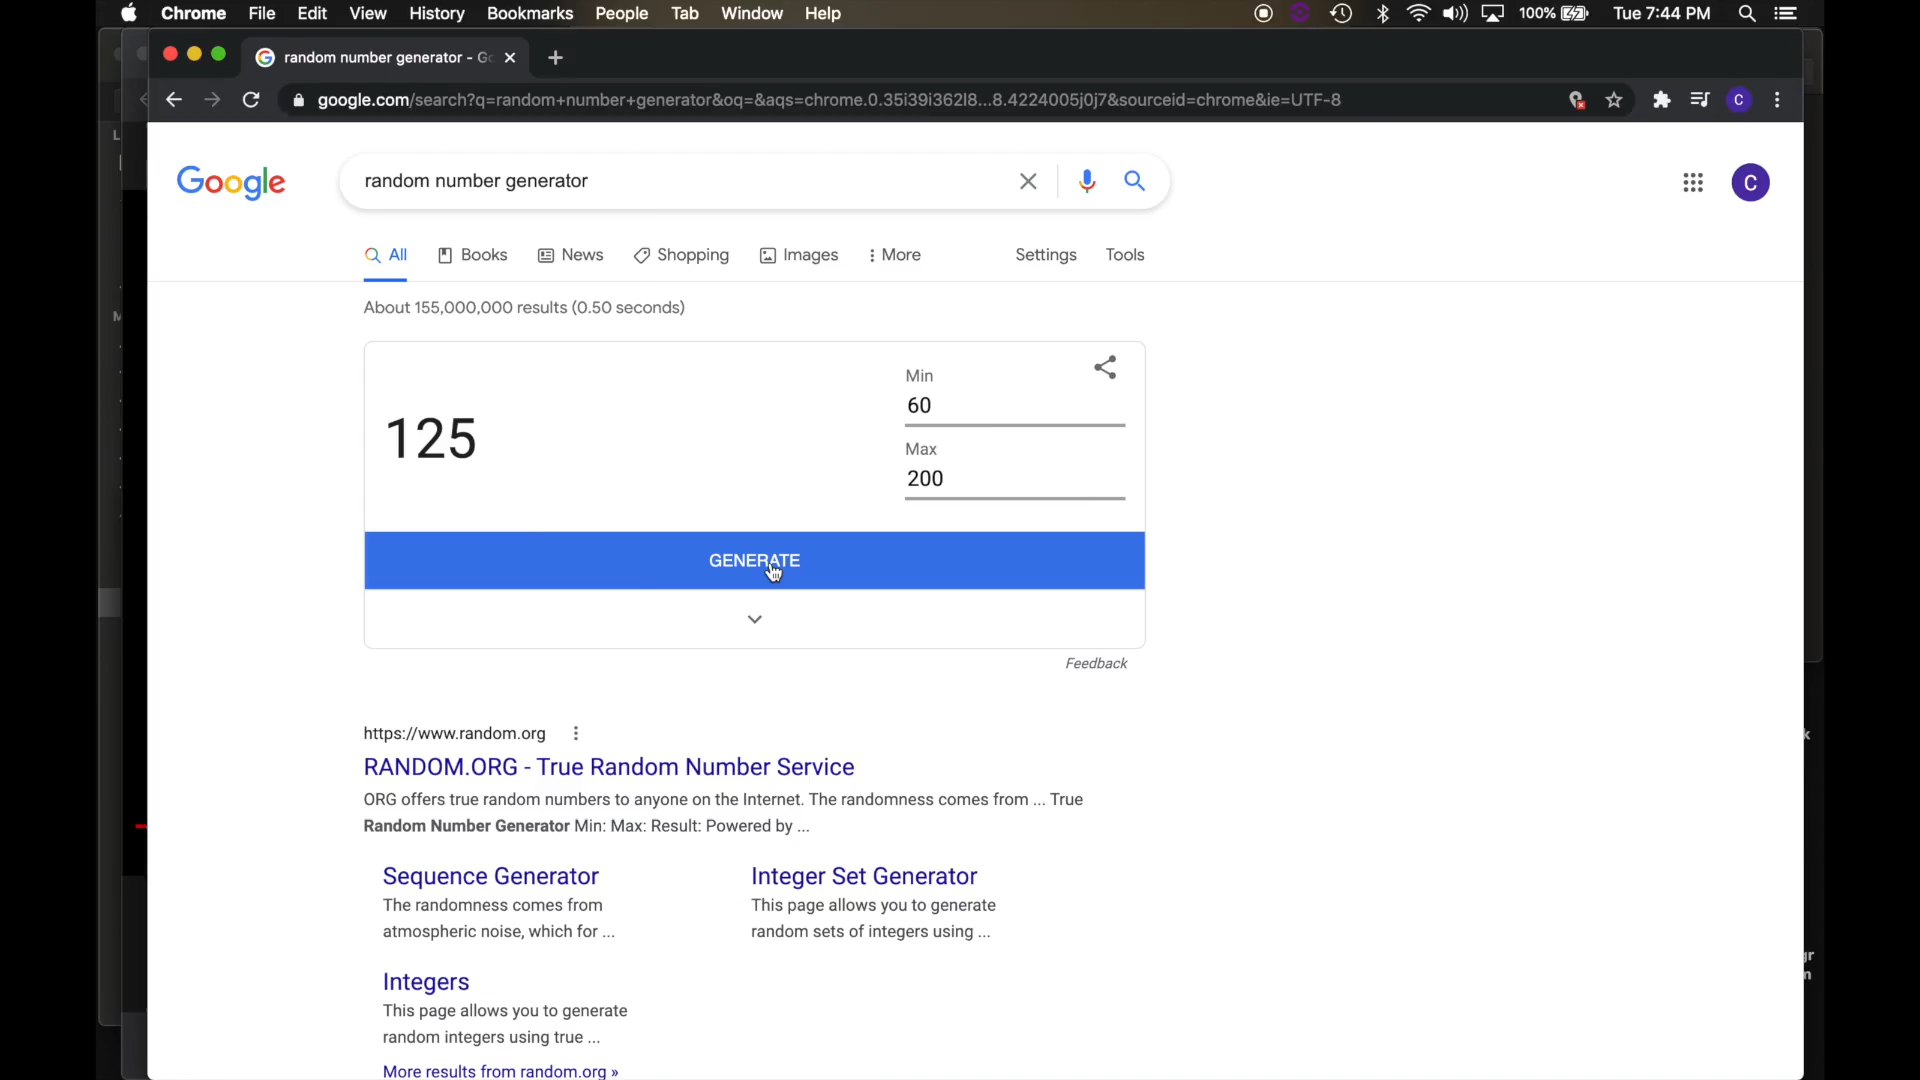 Chrome File Edit View History Bookmarks People Tab Window Help 100% Tue 7:44 PM
random number generator - Go
google.com/search?q=random+number+generator&oq=&aqs=chrome.0.35i39i362l8...8.4224005j0j7&sourceid=chrome&ie=UTF-8 C
Google random number generator C
All Books News Shopping Images More Settings Tools
About 155,000,000 results (0.50 seconds)
Min
60
125
Max
200
GENERATE
Feedback
https://www.random.org
RANDOM.ORG - True Random Number Service
ORG offers true random numbers to anyone on the Internet. The randomness comes from ... True
Random Number Generator Min: Max: Result: Powered by ...
Sequence Generator
The randomness comes from
atmospheric noise, which for ...
Integer Set Generator
This page allows you to generate
random sets of integers using ...
Integers
This page allows you to generate
random integers using true ...
More results from random.org »